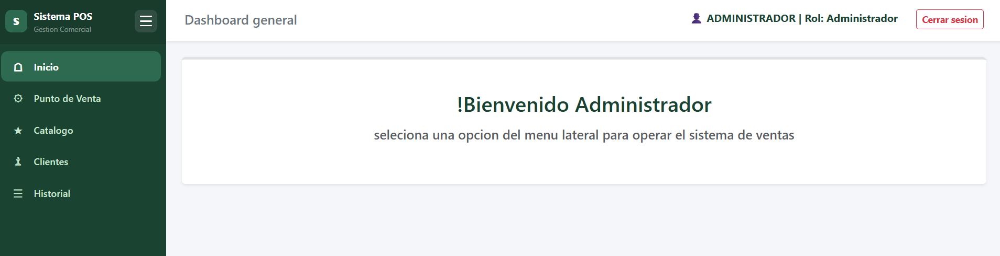 S
Sistema POS
Gestion Comercial
Inicio
Punto de Venta
Catalogo
Clientes
Historial
Dashboard general
ADMINISTRADOR | Rol: Administrador
Cerrar sesion
!Bienvenido Administrador
seleciona una opcion del menu lateral para operar el sistema de ventas